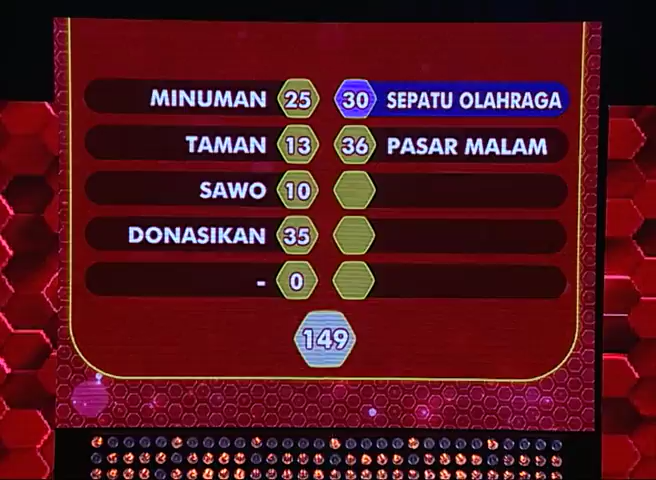 MINUMAN 25 30 SEPATU OLAHRAGA
TAMAN 13 36 PASAR MALAM
SAWO 10
DONASIKAN 35
- 0
149